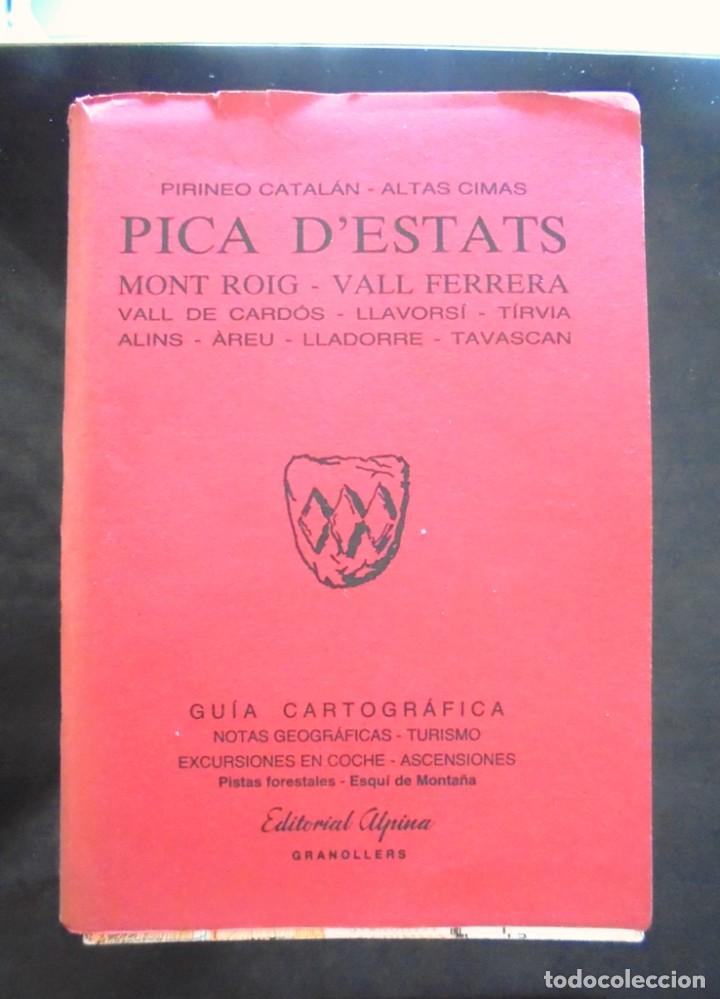 PIRINEO CATALÁN - ALTAS CIMAS
PICA D'ESTATS
MONT ROIG - VALL FERRERA
VALL DE CARDÓS - LLAVORSÍ - TÍRVIA
ALINS - ÀREU - LLADORRE - TAVASCAN
GUÍA CARTOGRÁFICA
NOTAS GEOGRÁFICAS - TURISMO
EXCURSIONES EN COCHE - ASCENSIONES
Pistas forestales - Esquí de Montaña
Editorial Alpina
GRANOLLERS
todocoleccion.net